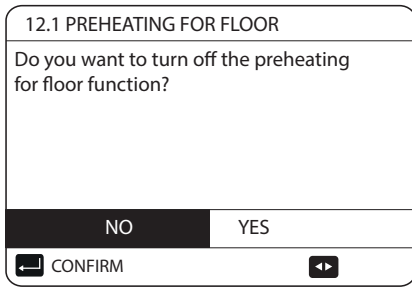 12.1 PREHEATING FOR FLOOR
Do you want to turn off the preheating
for floor function?
NO YES
CONFIRM